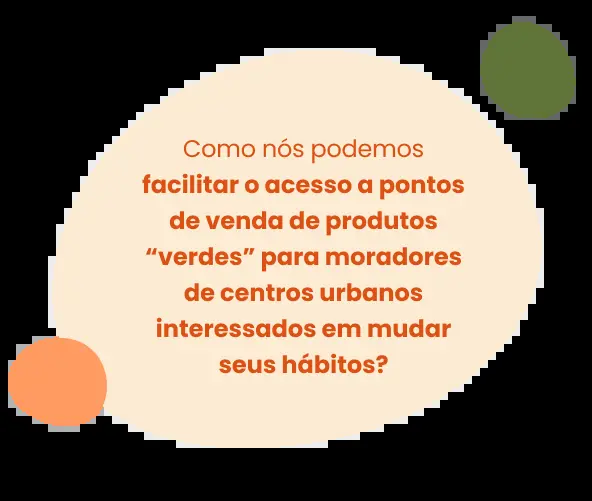 Como nós podemos
facilitar o acesso a pontos
de venda de produtos
“verdes” para moradores
de centros urbanos
interessados em mudar
seus hábitos?